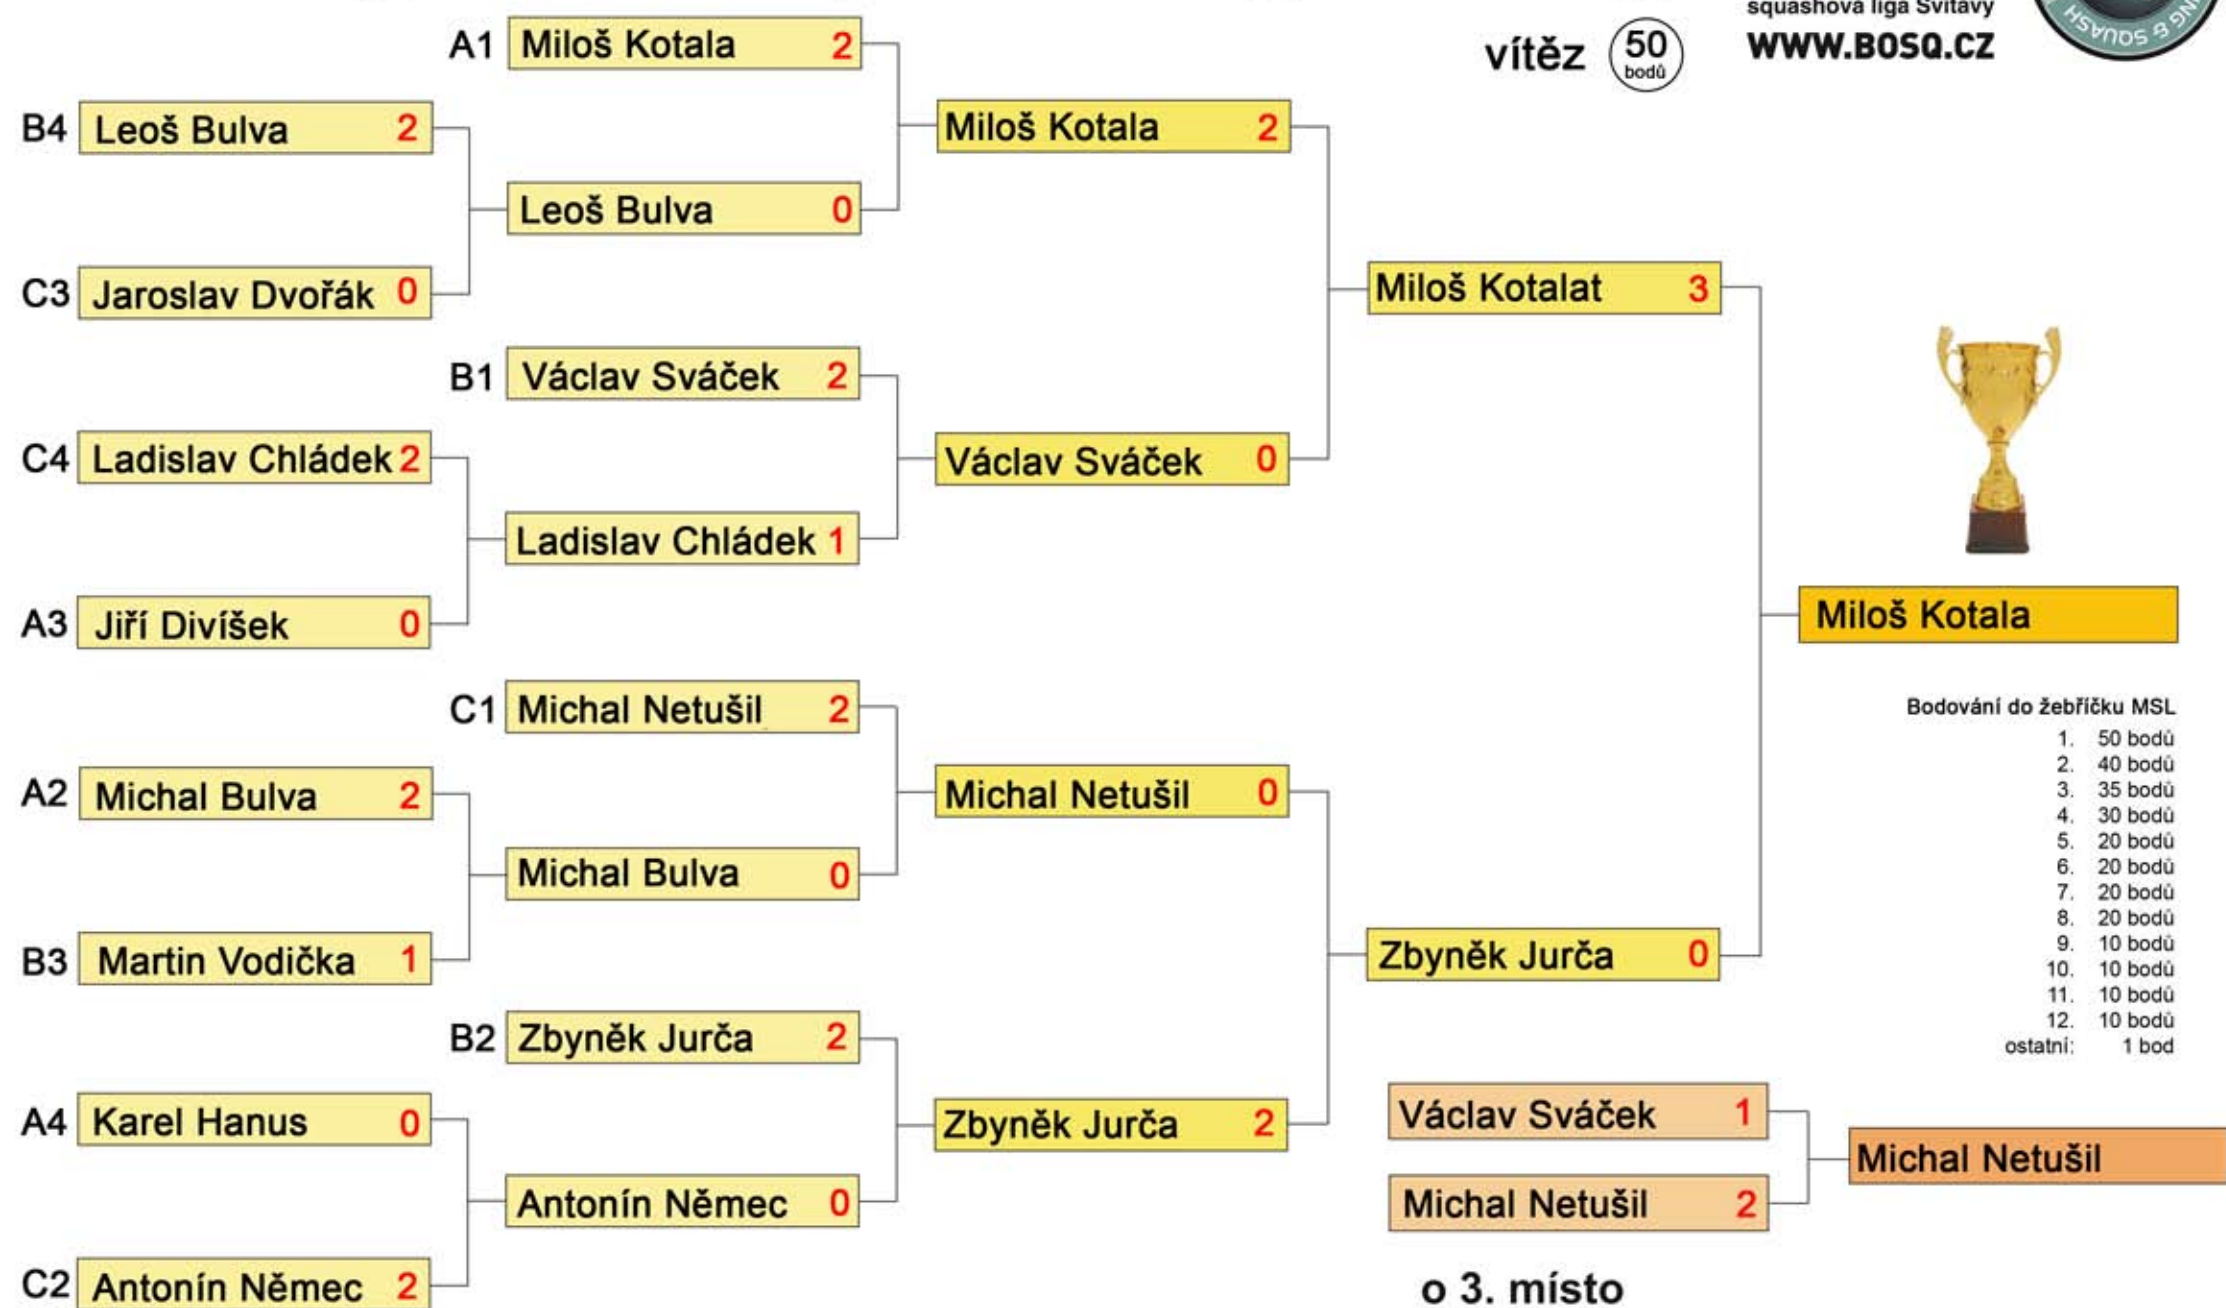 squashová liga Svitavy
WWW.BOSQ.CZ
& SQUASH
vítěz 50 bodů
A1 Miloš Kotala 2
B4 Leoš Bulva 2
Miloš Kotala 2
Leoš Bulva 0
C3 Jaroslav Dvořák 0
Miloš Kotalat 3
B1 Václav Sváček 2
C4 Ladislav Chládek 2
Václav Sváček 0
Ladislav Chládek 1
A3 Jiří Divíšek 0
Miloš Kotala
C1 Michal Netušil 2
A2 Michal Bulva 2
Michal Netušil 0
Michal Bulva 0
B3 Martin Vodička 1
Zbyněk Jurča 0
B2 Zbyněk Jurča 2
A4 Karel Hanus 0
Zbyněk Jurča 2
Antonín Němec 0
C2 Antonín Němec 2
Bodování do žebříčku MSL
1. 50 bodů
2. 40 bodů
3. 35 bodů
4. 30 bodů
5. 20 bodů
6. 20 bodů
7. 20 bodů
8. 20 bodů
9. 10 bodů
10. 10 bodů
11. 10 bodů
12. 10 bodů
ostatní: 1 bod
Václav Sváček 1
Michal Netušil 2
Michal Netušil
o 3. místo